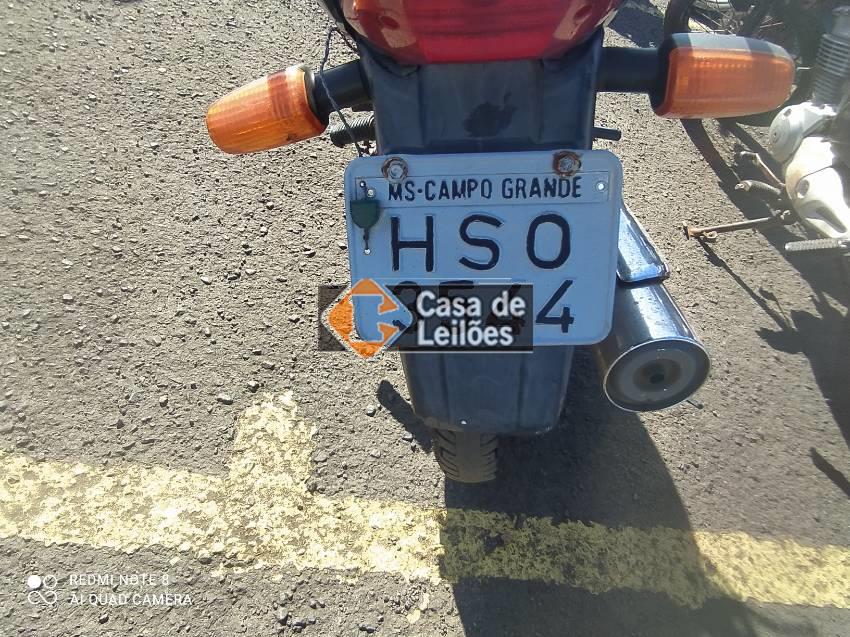 MS-CAMPO GRANDE
HSO
Casa de
Leilões
REDMI NOTE 8
AI QUAD CAMERA